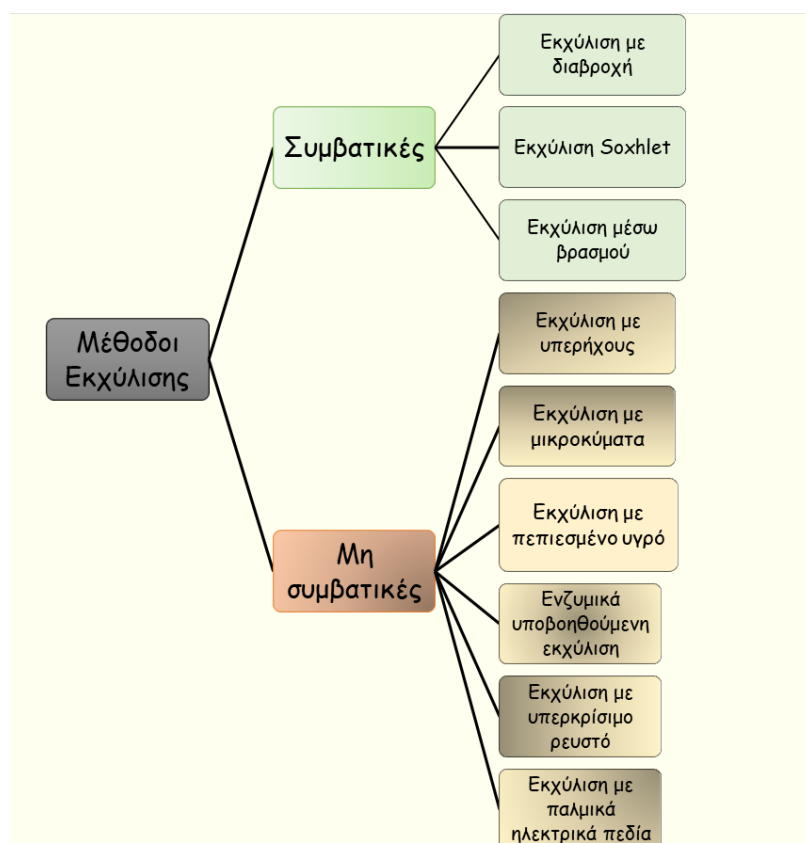 Μέθοδοι
Εκχύλισης
Συμβατικές
Εκχύλιση με
διαβροχή
Εκχύλιση Soxhlet
Εκχύλιση μέσω
βρασμού
Μη
συμβατικές
Εκχύλιση με
υπερήχους
Εκχύλιση με
μικροκύματα
Εκχύλιση με
πεπιεσμένο υγρό
Ενζυμικά
υποβοηθούμενη
εκχύλιση
Εκχύλιση με
υπερκρίσιμο
ρευστό
Εκχύλιση με
παλμικά
ηλεκτρικά πεδία